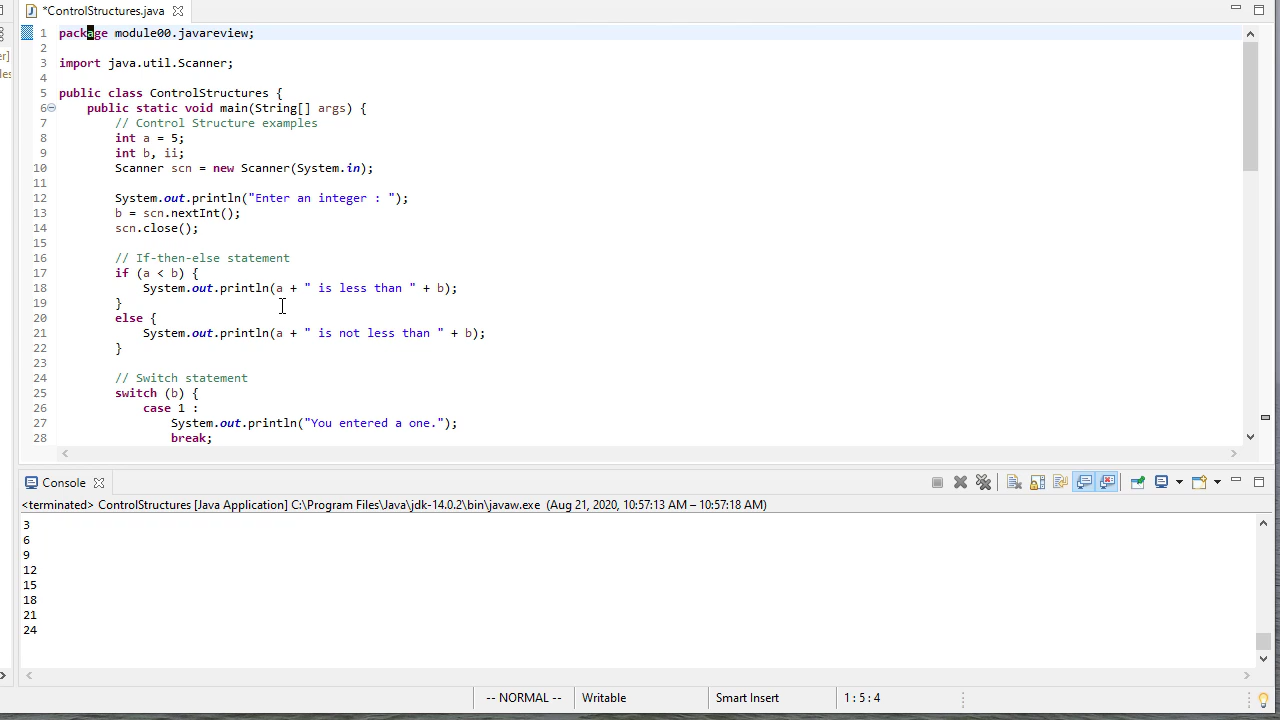 *ControlStructures.java
1 package module00.javareview;
2
3 import java.util.Scanner;
4
5 public class ControlStructures {
6 public static void main(String[] args) {
7 // Control Structure examples
8 int a = 5;
9 int b, ii;
10 Scanner scn = new Scanner(System.in);
11
12 System.out.println("Enter an integer : ");
13 b = scn.nextInt();
14 scn.close();
15
16 // If-then-else statement
17 if (a < b) {
18 System.out.println(a + " is less than " + b);
19 }
20 else {
21 System.out.println(a + " is not less than " + b);
22 }
23
24 // Switch statement
25 switch (b) {
26 case 1 :
27 System.out.println("You entered a one.");
28 break;
er]
les
Console
<terminated> ControlStructures [Java Application] C:\Program Files\Java\jdk-14.0.2\bin\javaw.exe (Aug 21, 2020, 10:57:13 AM – 10:57:18 AM)
3
6
9
12
15
18
21
24
-- NORMAL -- Writable Smart Insert 1 : 5 : 4